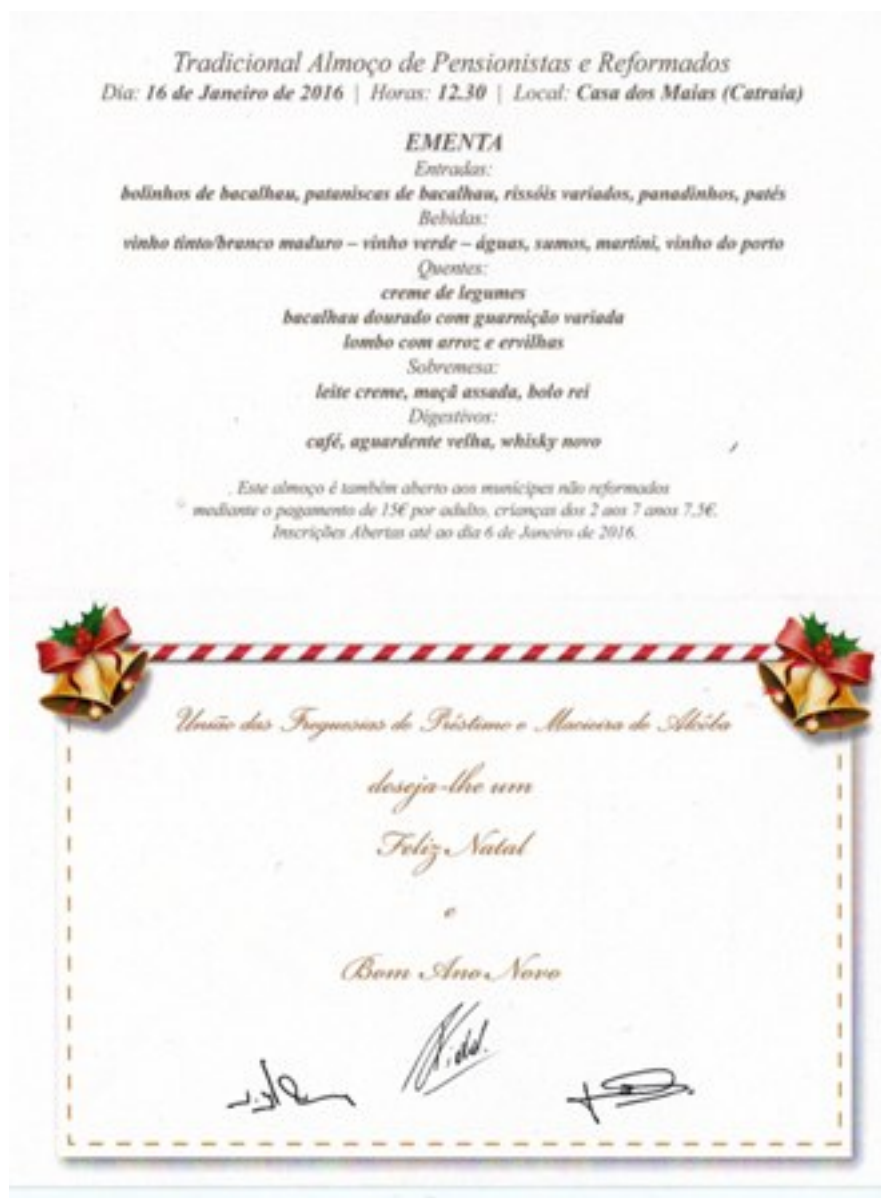 Tradicional Almoço de Pensionistas e Reformados
Dia: 16 de Janeiro de 2016 | Horas: 12.30 | Local: Casa dos Maias (Catraia)
EMENTA
Entradas:
bolinhos de bacalhau, pataniscas de bacalhau, rissóis variados, panadinhos, patés
Bebidas:
vinho tinto/branco maduro – vinho verde – águas, sumos, martini, vinho do porto
Quentes:
creme de legumes
bacalhau dourado com guarnição variada
lombo com arroz e ervilhas
Sobremesa:
leite creme, maçã assada, bolo rei
Digestivos:
café, aguardente velha, whisky novo
Este almoço é também aberto aos munícipes não reformados
mediante o pagamento de 15€ por adulto, crianças dos 2 aos 7 anos 7,5€.
Inscrições Abertas até ao dia 6 de Janeiro de 2016.
União das Freguesias de Préstimo e Macieira de Alcôba
deseja-lhe um
Feliz Natal
e
Bom Ano Novo